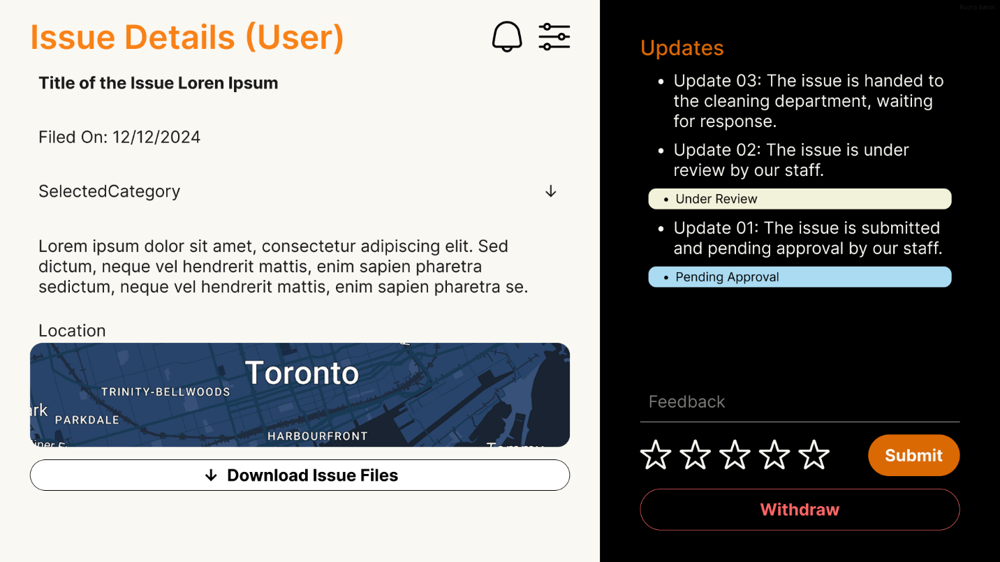 Issue Details (User)
Title of the Issue Loren Ipsum
Filed On: 12/12/2024
SelectedCategory
Lorem ipsum dolor sit amet, consectetur adipiscing elit. Sed
dictum, neque vel hendrerit mattis, enim sapien pharetra
sedictum, neque vel hendrerit mattis, enim sapien pharetra se.
Location
Toronto
TRINITY-BELLWOODS
PARKDALE
HARBOURFRONT
Download Issue Files
Rudra Barot
Updates
Update 03: The issue is handed to
the cleaning department, waiting
for response.
Update 02: The issue is under
review by our staff.
Under Review
Update 01: The issue is submitted
and pending approval by our staff.
Pending Approval
Feedback
Submit
Withdraw